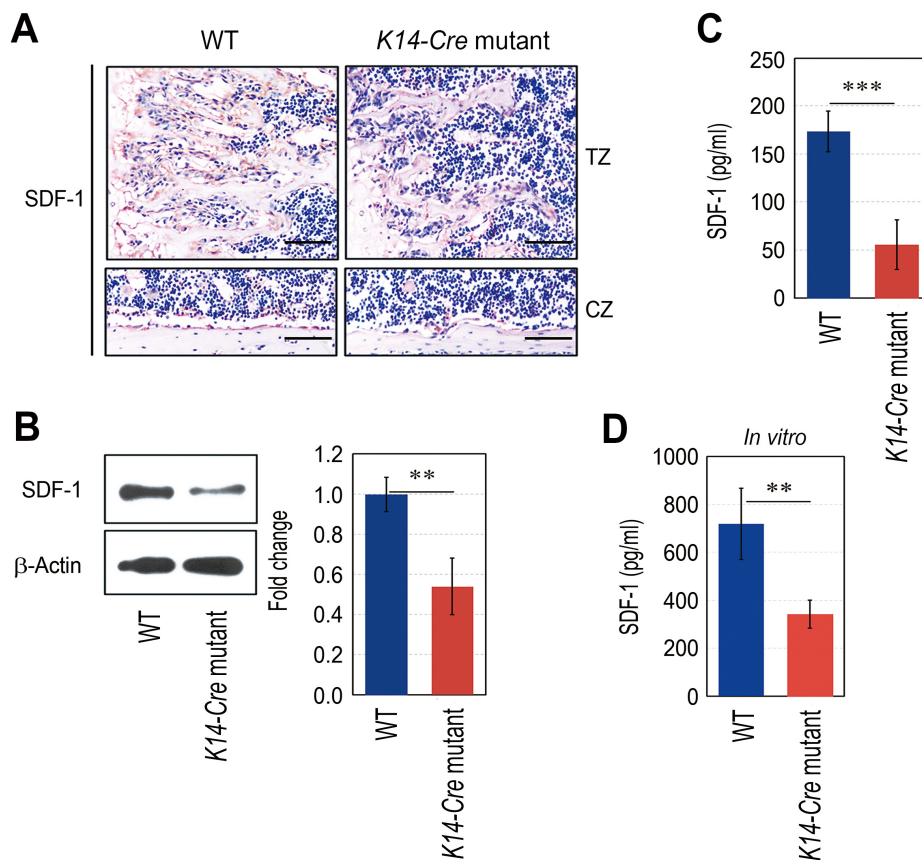 A
WT
K14-Cre mutant
SDF-1
TZ
CZ
B
SDF-1
β-Actin
WT
K14-Cre mutant
Fold change
1.2
1.0
0.8
0.6
0.4
0.2
0.0
**
WT
K14-Cre mutant
C
SDF-1 (pg/ml)
250
200
150
100
50
0
***
WT
K14-Cre mutant
D
In vitro
SDF-1 (pg/ml)
1000
800
600
400
200
0
**
WT
K14-Cre mutant